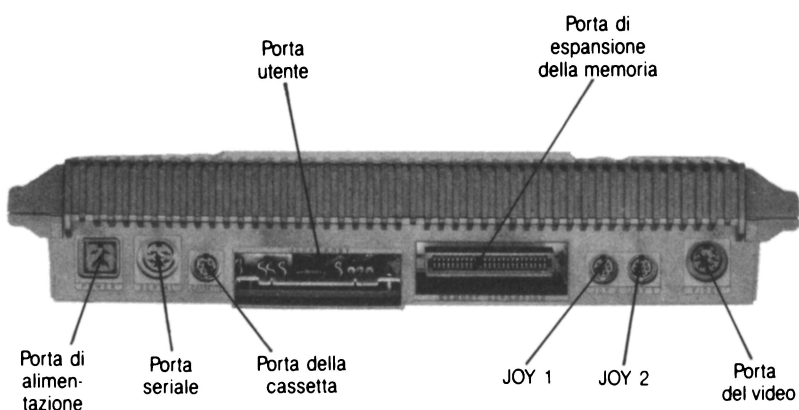 Porta
utente
Porta di
espansione
della memoria
Porta di
alimen-
tazione
Porta
seriale
Porta della
cassetta
JOY 1
JOY 2
Porta
del video